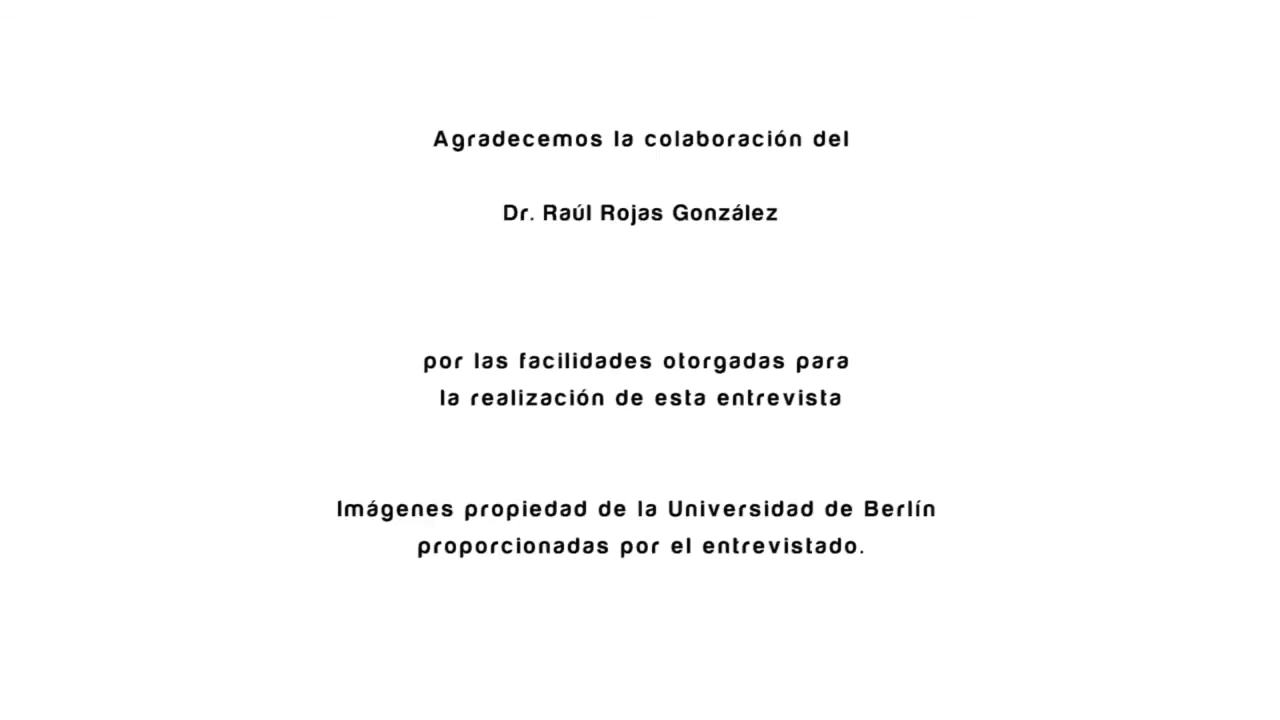 Agradecemos la colaboración del
Dr. Raúl Rojas González
por las facilidades otorgadas para
la realización de esta entrevista
Imágenes propiedad de la Universidad de Berlín
proporcionadas por el entrevistado.